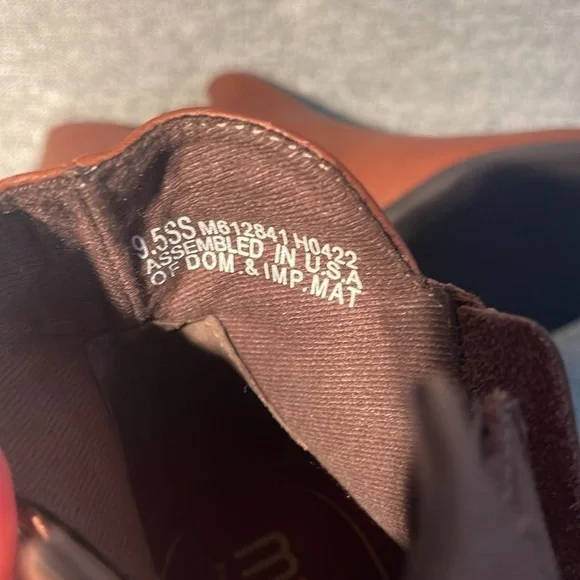 9.5SS M612841 H0422
ASSEMBLED IN U.S.A
OF DOM.& IMP.MAT
m